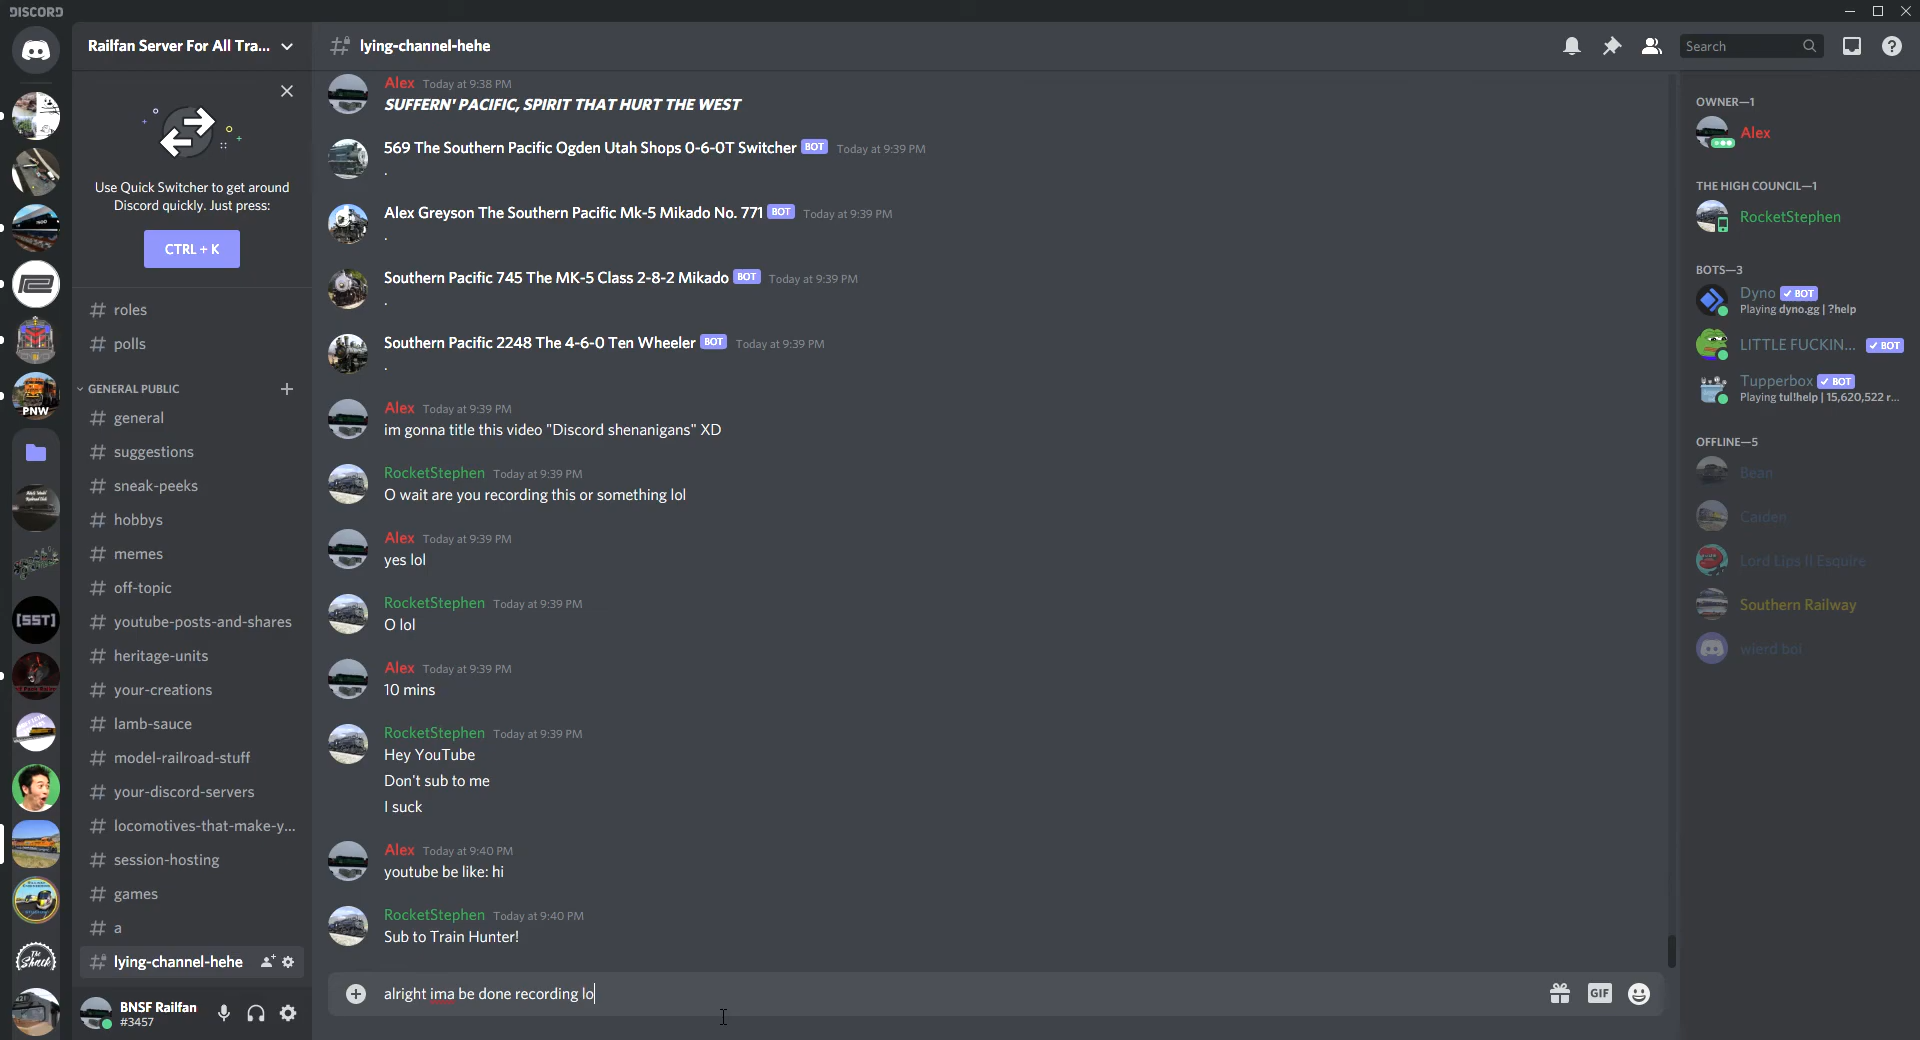 DISCORD
Railfan Server For All Tra...
lying-channel-hehe
Search
Use Quick Switcher to get around
Discord quickly. Just press:
CTRL + K
roles
polls
GENERAL PUBLIC
general
suggestions
sneak-peeks
hobbys
memes
off-topic
youtube-posts-and-shares
heritage-units
your-creations
lamb-sauce
model-railroad-stuff
your-discord-servers
locomotives-that-make-y...
session-hosting
games
a
lying-channel-hehe
BNSF Railfan
#3457
PNW
[SST]
The
Shack
Alex Today at 9:38 PM
SUFFERN' PACIFIC, SPIRIT THAT HURT THE WEST
569 The Southern Pacific Ogden Utah Shops 0-6-0T Switcher BOT Today at 9:39 PM
.
Alex Greyson The Southern Pacific Mk-5 Mikado No. 771 BOT Today at 9:39 PM
.
Southern Pacific 745 The MK-5 Class 2-8-2 Mikado BOT Today at 9:39 PM
.
Southern Pacific 2248 The 4-6-0 Ten Wheeler BOT Today at 9:39 PM
.
Alex Today at 9:39 PM
im gonna title this video "Discord shenanigans" XD
RocketStephen Today at 9:39 PM
O wait are you recording this or something lol
Alex Today at 9:39 PM
yes lol
RocketStephen Today at 9:39 PM
O lol
Alex Today at 9:39 PM
10 mins
RocketStephen Today at 9:39 PM
Hey YouTube
Don't sub to me
I suck
Alex Today at 9:40 PM
youtube be like: hi
RocketStephen Today at 9:40 PM
Sub to Train Hunter!
alright ima be done recording lo
GIF
OWNER—1
Alex
THE HIGH COUNCIL—1
RocketStephen
BOTS—3
Dyno BOT
Playing dyno.gg | ?help
LITTLE FUCKIN... BOT
Tupperbox BOT
Playing tul!help | 15,620,522 r...
OFFLINE—5
Bean
Caiden
Lord Lips II Esquire
Southern Railway
wierd boi